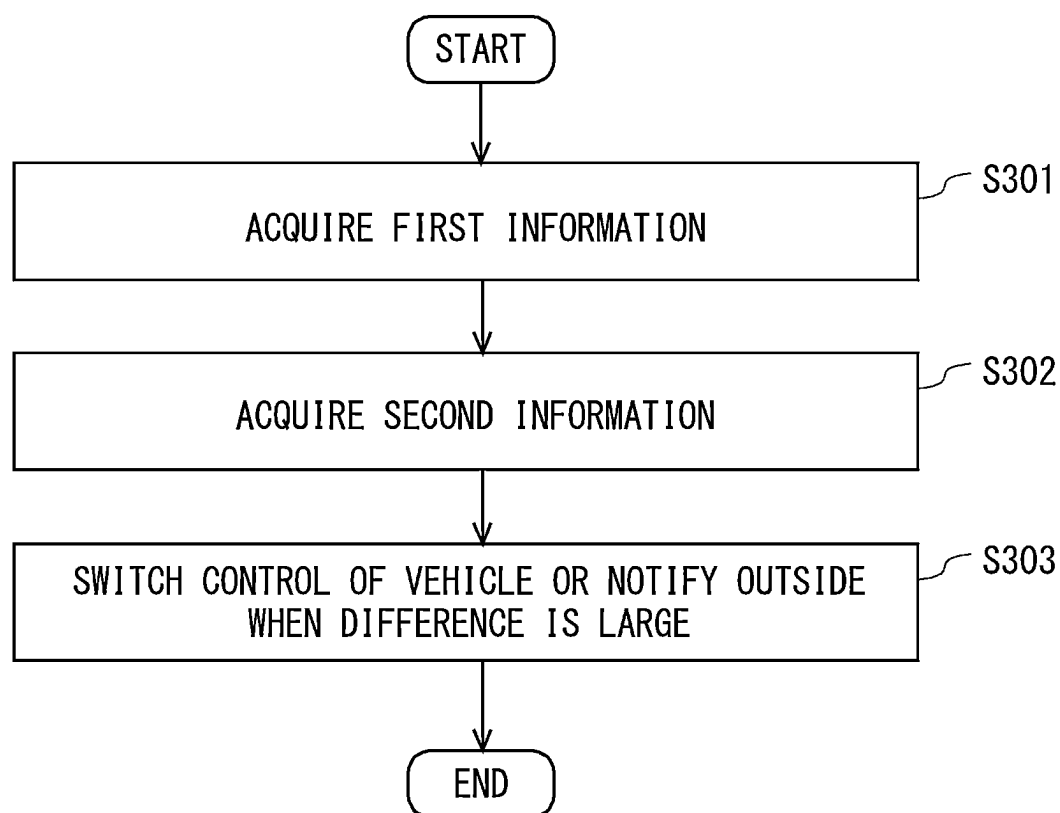 START
ACQUIRE FIRST INFORMATION
S301
ACQUIRE SECOND INFORMATION
S302
SWITCH CONTROL OF VEHICLE OR NOTIFY OUTSIDE
WHEN DIFFERENCE IS LARGE
S303
END